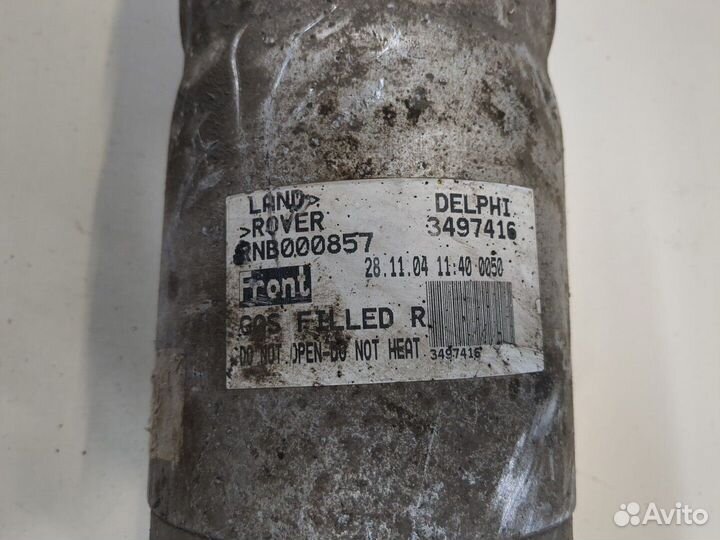 LAND>
>ROVER
DELPHI
3497416
RNB000857
28.11.04 11:40 0050
Front
GAS FILLED R
DO NOT OPEN-DO NOT HEAT
3497416
Avito